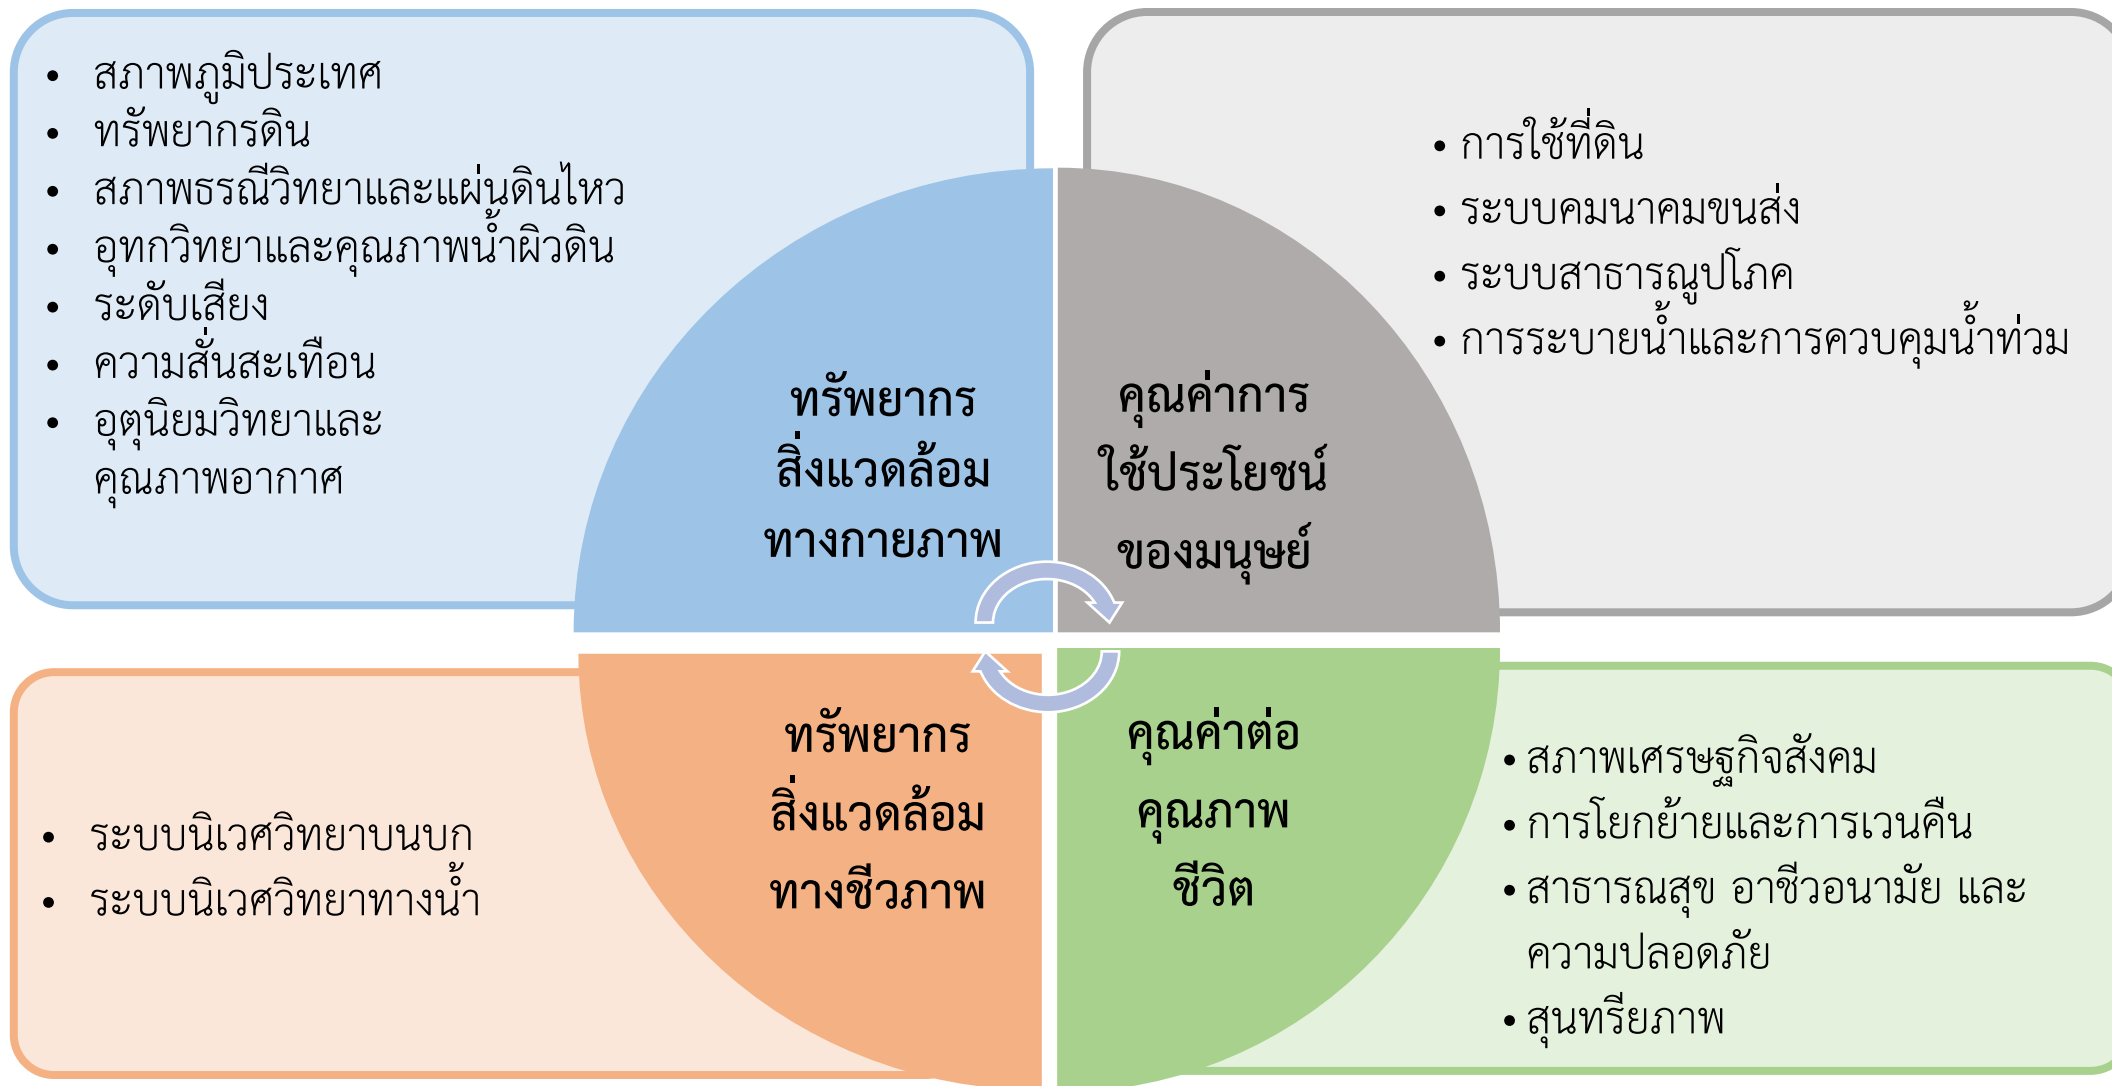 • สภาพภูมิประเทศ
• ทรัพยากรดิน
• สภาพธรณีวิทยาและแผ่นดินไหว
• อุทกวิทยาและคุณภาพน้ำผิวดิน
• ระดับเสียง
• ความสั่นสะเทือน
• อุตุนิยมวิทยาและ
คุณภาพอากาศ
ทรัพยากร
สิ่งแวดล้อม
ทางกายภาพ
คุณค่าการ
ใช้ประโยชน์
ของมนุษย์
• การใช้ที่ดิน
• ระบบคมนาคมขนส่ง
• ระบบสาธารณูปโภค
• การระบายน้ำและการควบคุมน้ำท่วม
• ระบบนิเวศวิทยาบนบก
• ระบบนิเวศวิทยาทางน้ำ
ทรัพยากร
สิ่งแวดล้อม
ทางชีวภาพ
คุณค่าต่อ
คุณภาพ
ชีวิต
• สภาพเศรษฐกิจสังคม
• การโยกย้ายและการเวนคืน
• สาธารณสุข อาชีวอนามัย และ
ความปลอดภัย
• สุนทรียภาพ